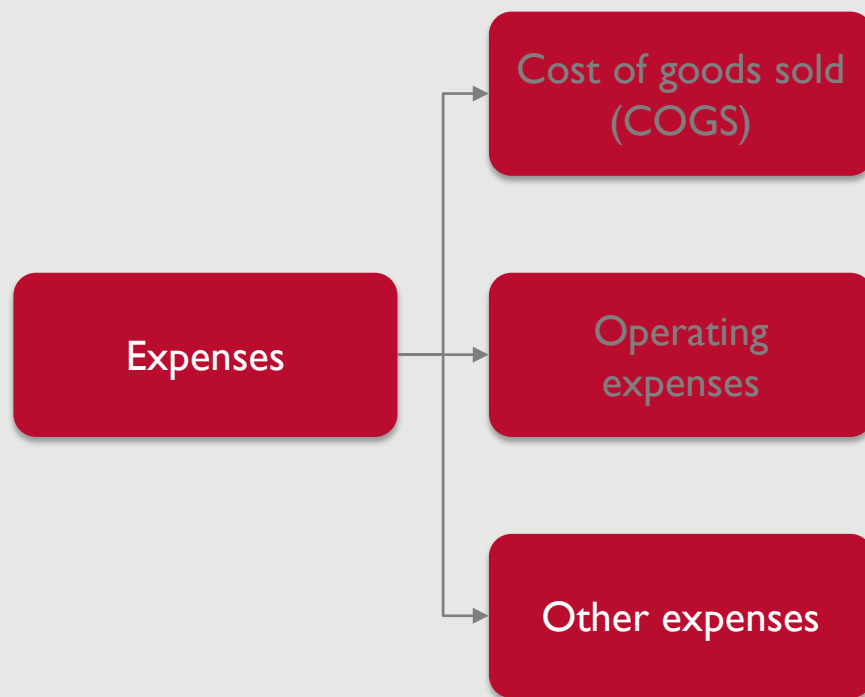 Cost of goods sold
(COGS)
Expenses
Operating
expenses
Other expenses